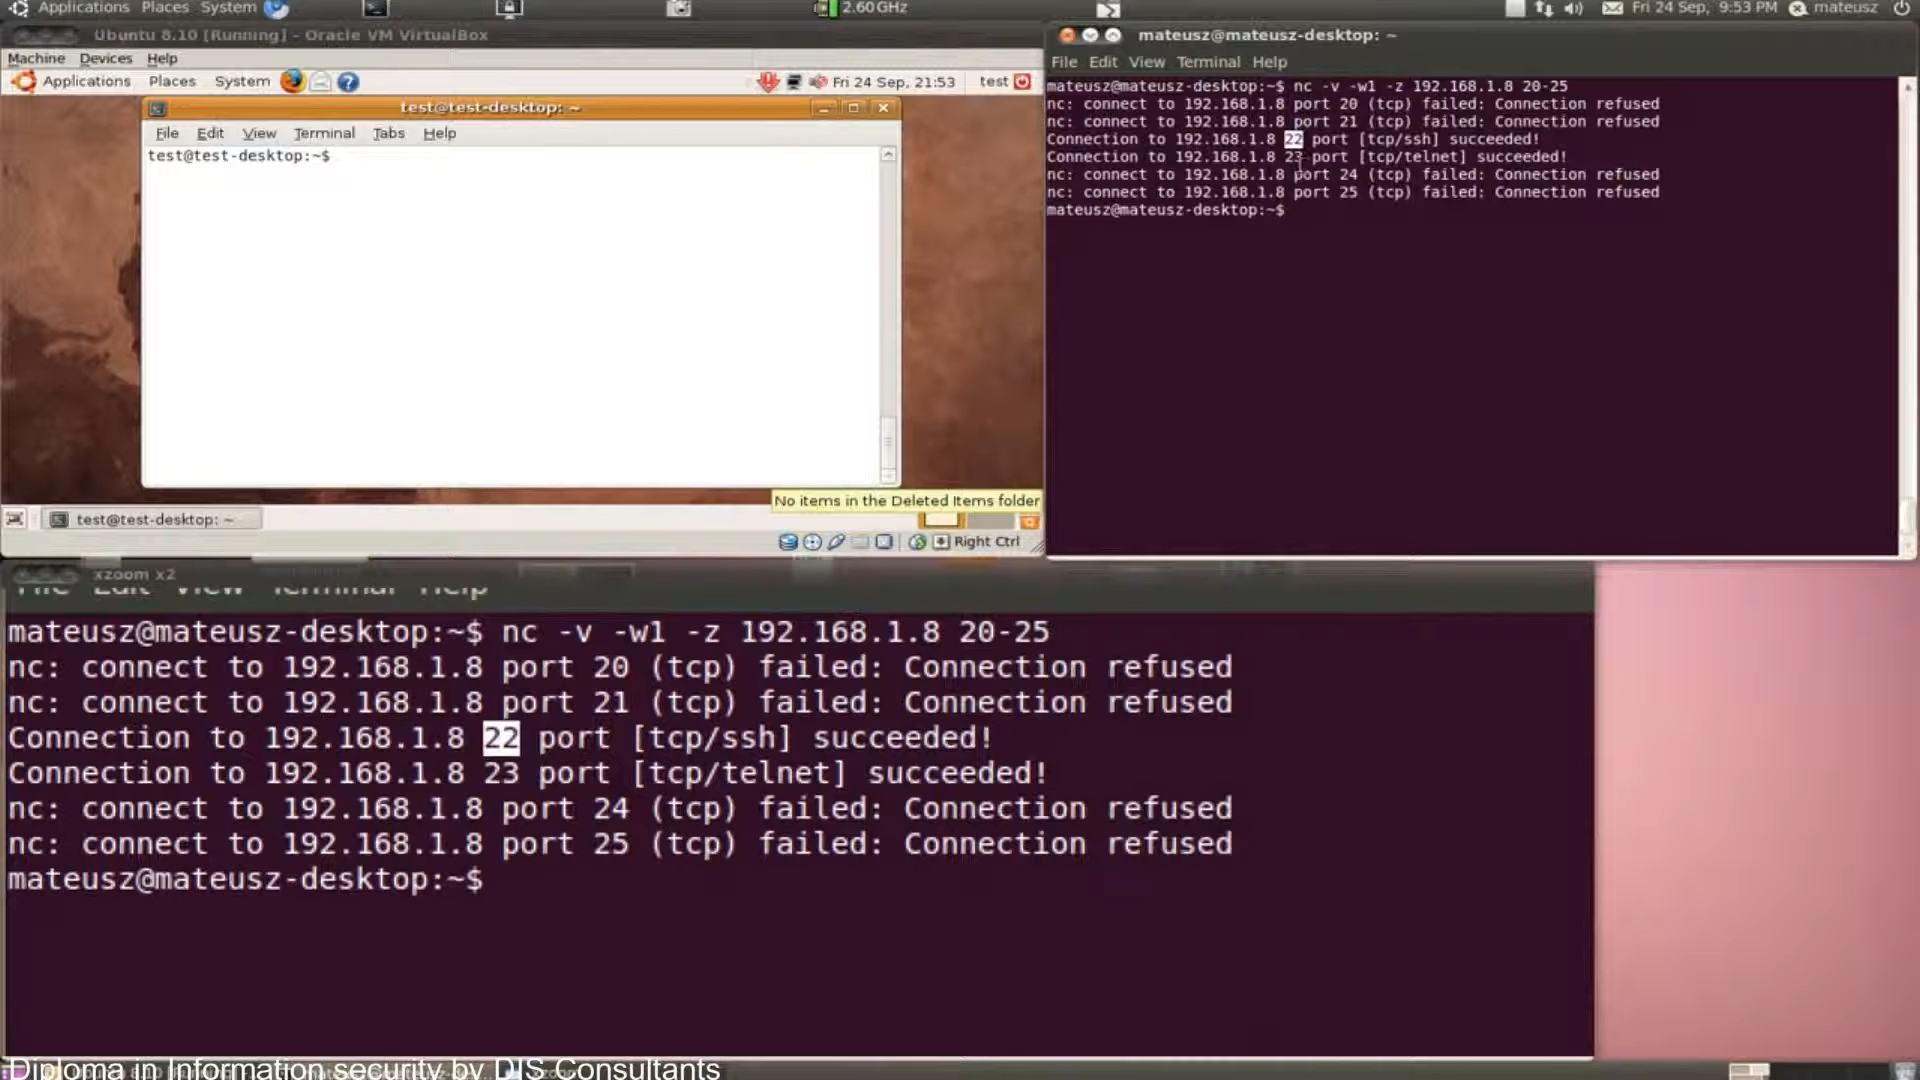 Applications Places System
2.60 GHz
Fri 24 Sep, 9:53 PM
mateusz
Ubuntu 8.10 [Running] - Oracle VM VirtualBox
Machine Devices Help
Applications Places System
Fri 24 Sep, 21:53
test
test@test-desktop: ~
File Edit View Terminal Tabs Help
test@test-desktop:~$
No items in the Deleted Items folder
test@test-desktop: ~
Right Ctrl
mateusz@mateusz-desktop: ~
File Edit View Terminal Help
mateusz@mateusz-desktop:~$ nc -v -w1 -z 192.168.1.8 20-25
nc: connect to 192.168.1.8 port 20 (tcp) failed: Connection refused
nc: connect to 192.168.1.8 port 21 (tcp) failed: Connection refused
Connection to 192.168.1.8 22 port [tcp/ssh] succeeded!
Connection to 192.168.1.8 23 port [tcp/telnet] succeeded!
nc: connect to 192.168.1.8 port 24 (tcp) failed: Connection refused
nc: connect to 192.168.1.8 port 25 (tcp) failed: Connection refused
mateusz@mateusz-desktop:~$
xzoom x2
File Edit View Terminal Help
mateusz@mateusz-desktop:~$ nc -v -w1 -z 192.168.1.8 20-25
nc: connect to 192.168.1.8 port 20 (tcp) failed: Connection refused
nc: connect to 192.168.1.8 port 21 (tcp) failed: Connection refused
Connection to 192.168.1.8 22 port [tcp/ssh] succeeded!
Connection to 192.168.1.8 23 port [tcp/telnet] succeeded!
nc: connect to 192.168.1.8 port 24 (tcp) failed: Connection refused
nc: connect to 192.168.1.8 port 25 (tcp) failed: Connection refused
mateusz@mateusz-desktop:~$
Diploma in Information security by DIS Consultants